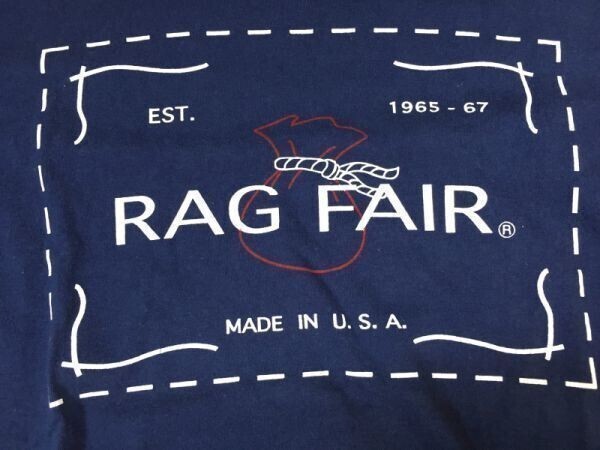 EST. 1965 - 67
RAG FAIR®
MADE IN U.S.A.